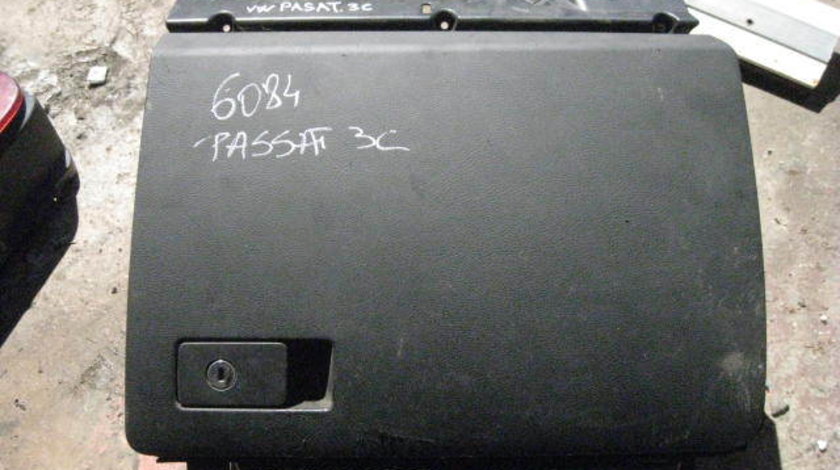 VW PASAT. 3C
6084
PASSAT 3C